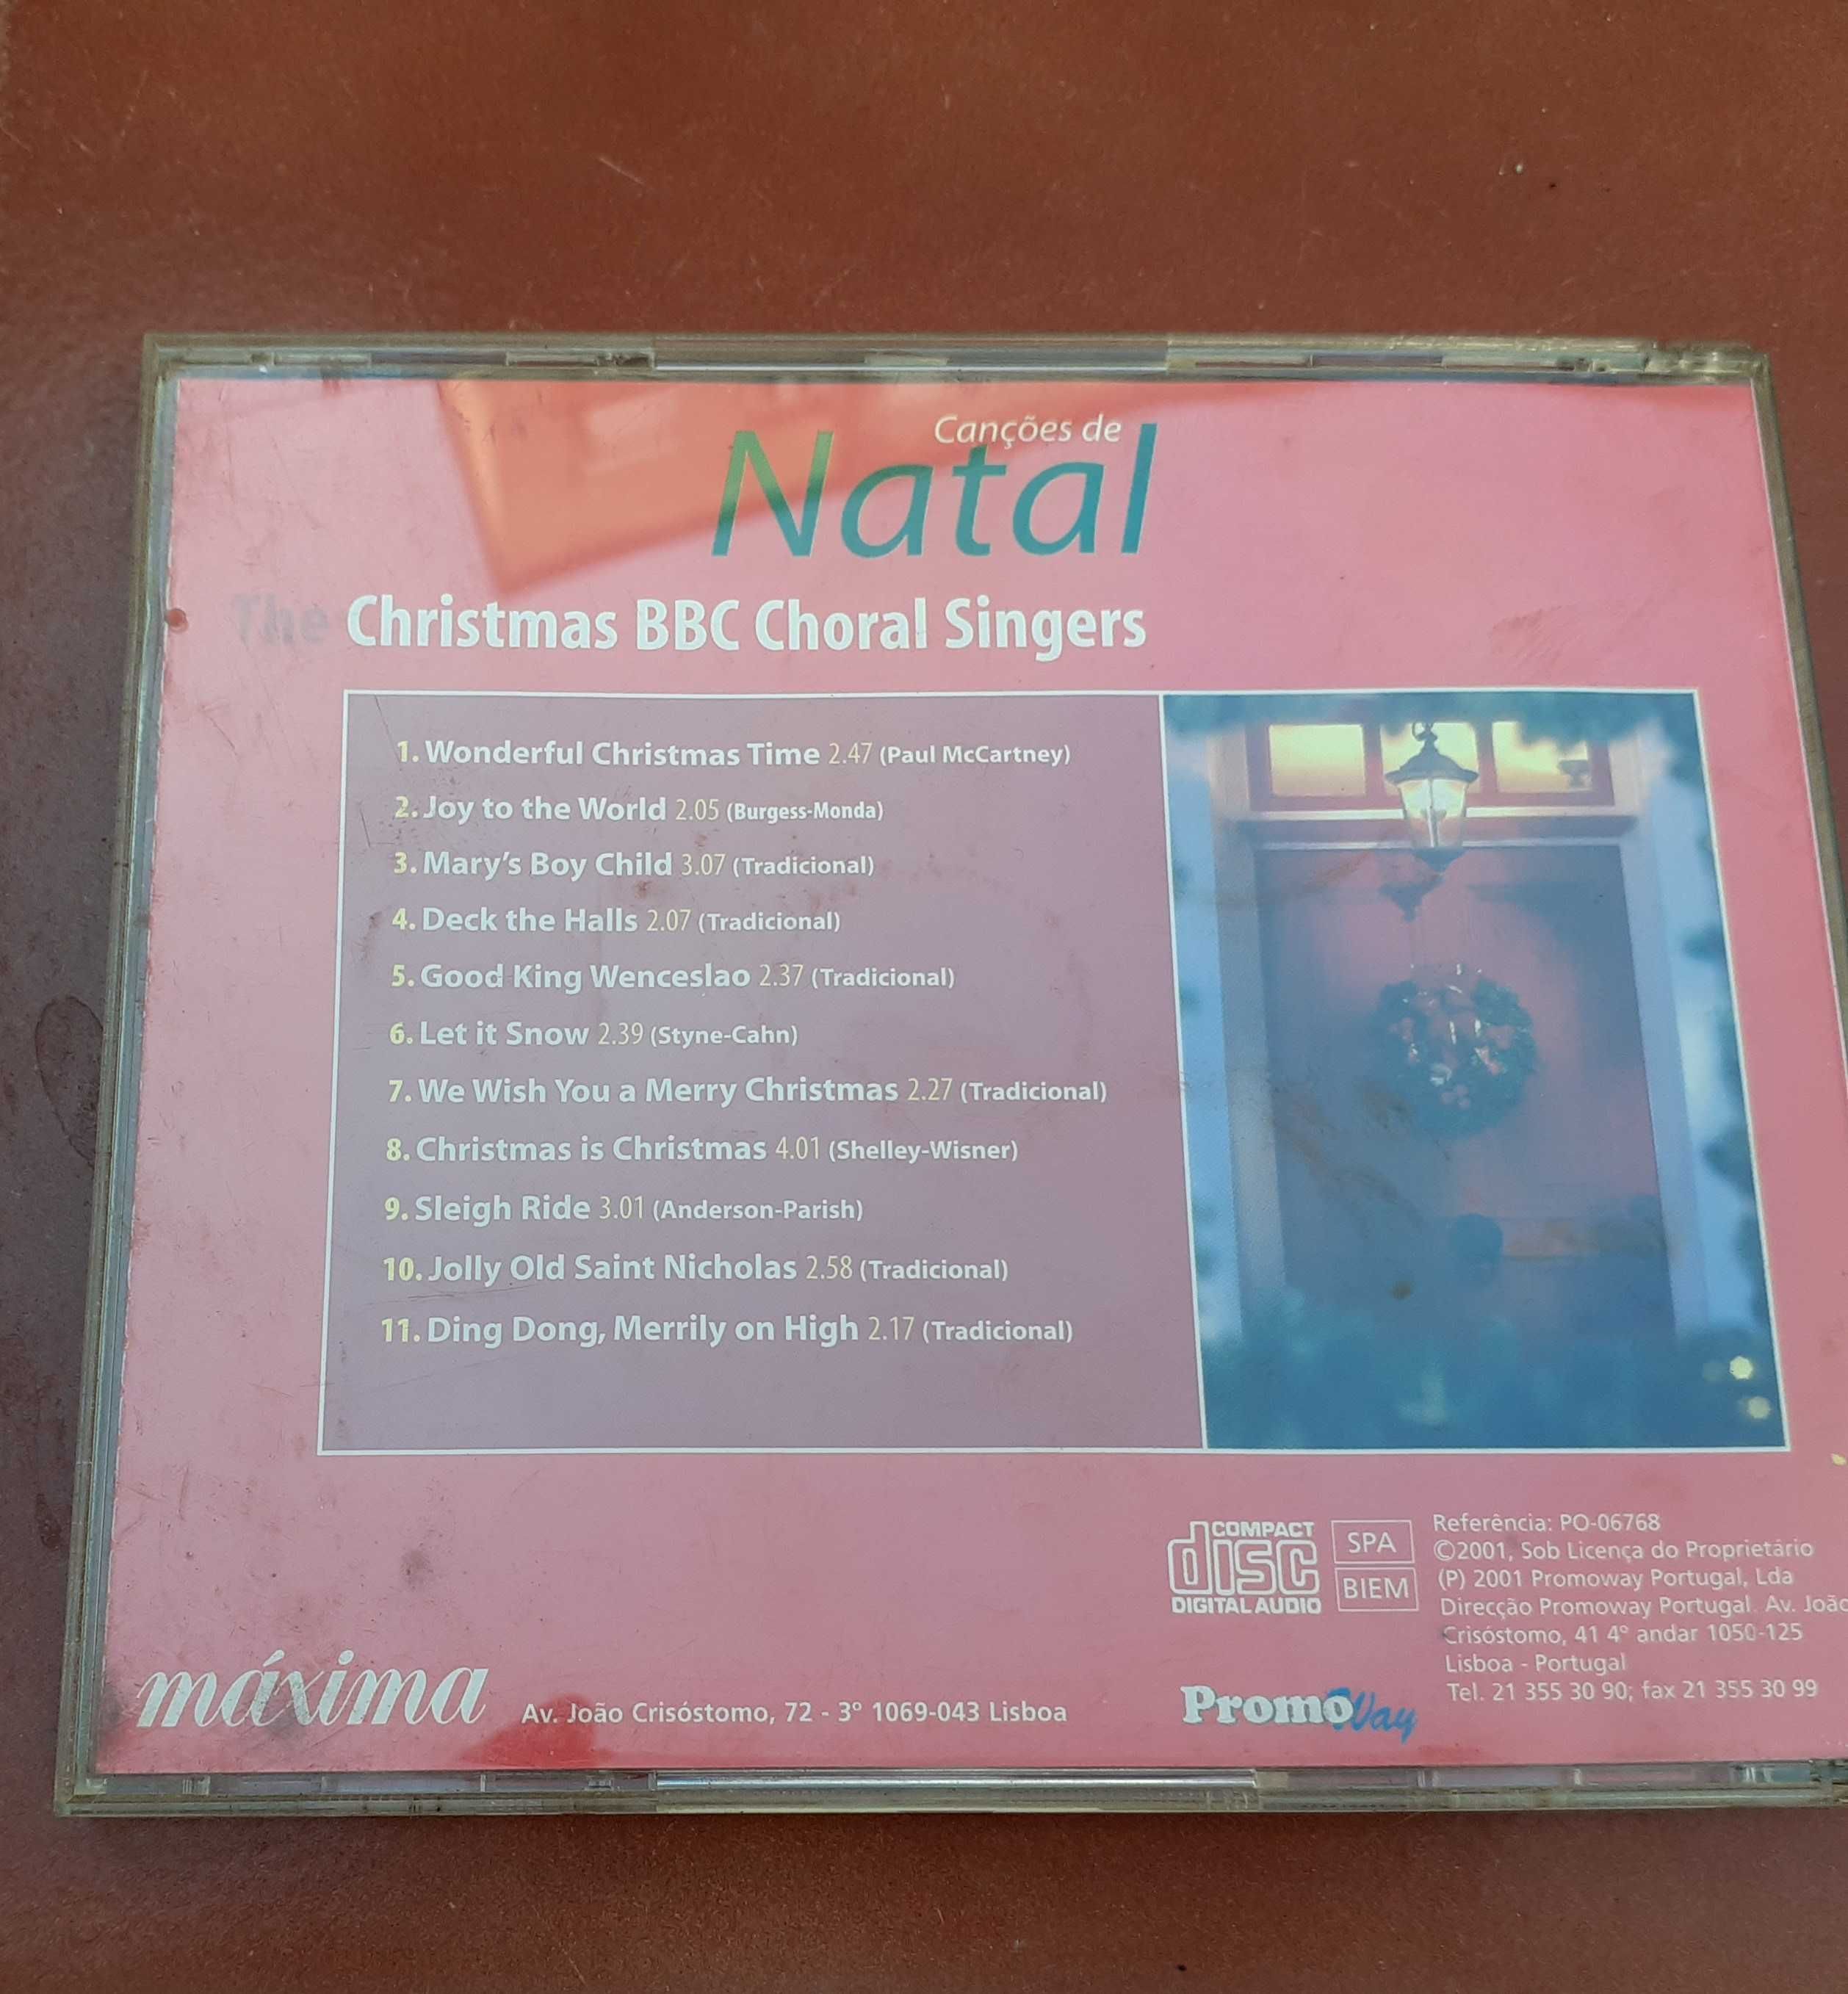 Canções de
Natal
The Christmas BBC Choral Singers
1. Wonderful Christmas Time 2.47 (Paul McCartney)
2. Joy to the World 2.05 (Burgess-Monda)
3. Mary's Boy Child 3.07 (Tradicional)
4. Deck the Halls 2.07 (Tradicional)
5. Good King Wenceslao 2.37 (Tradicional)
6. Let it Snow 2.39 (Styne-Cahn)
7. We Wish You a Merry Christmas 2.27 (Tradicional)
8. Christmas is Christmas 4.01 (Shelley-Wisner)
9. Sleigh Ride 3.01 (Anderson-Parish)
10. Jolly Old Saint Nicholas 2.58 (Tradicional)
11. Ding Dong, Merrily on High 2.17 (Tradicional)
COMPACT
disc
DIGITAL AUDIO
SPA
BIEM
Referência: PO-06768
©2001, Sob Licença do Proprietário
(P) 2001 Promoway Portugal, Lda
Direcção Promoway Portugal. Av. João
Crisóstomo, 41 4º andar 1050-125
Lisboa - Portugal
Tel. 21 355 30 90; fax 21 355 30 99
máxima
Av. João Crisóstomo, 72 - 3º 1069-043 Lisboa
PromoWay